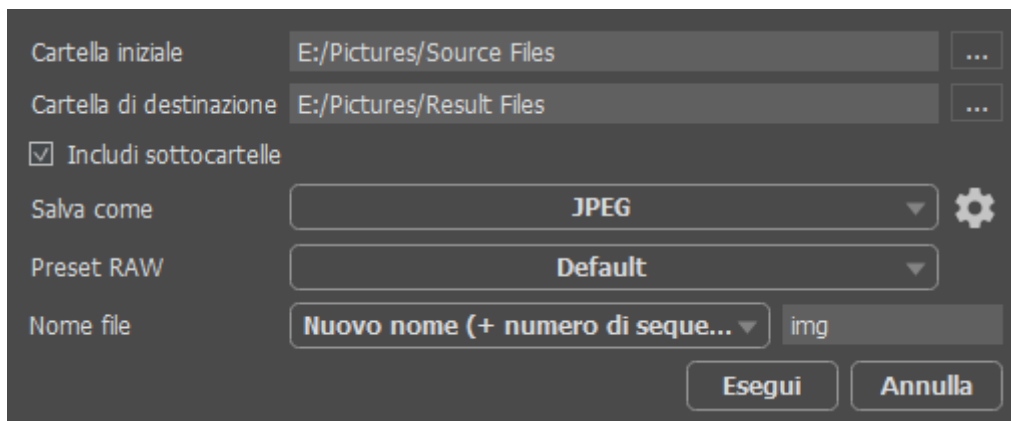 Cartella iniziale E:/Pictures/Source Files ...
Cartella di destinazione E:/Pictures/Result Files ...
Includi sottocartelle
Salva come JPEG
Preset RAW Default
Nome file Nuovo nome (+ numero di seque... img
Esegui Annulla